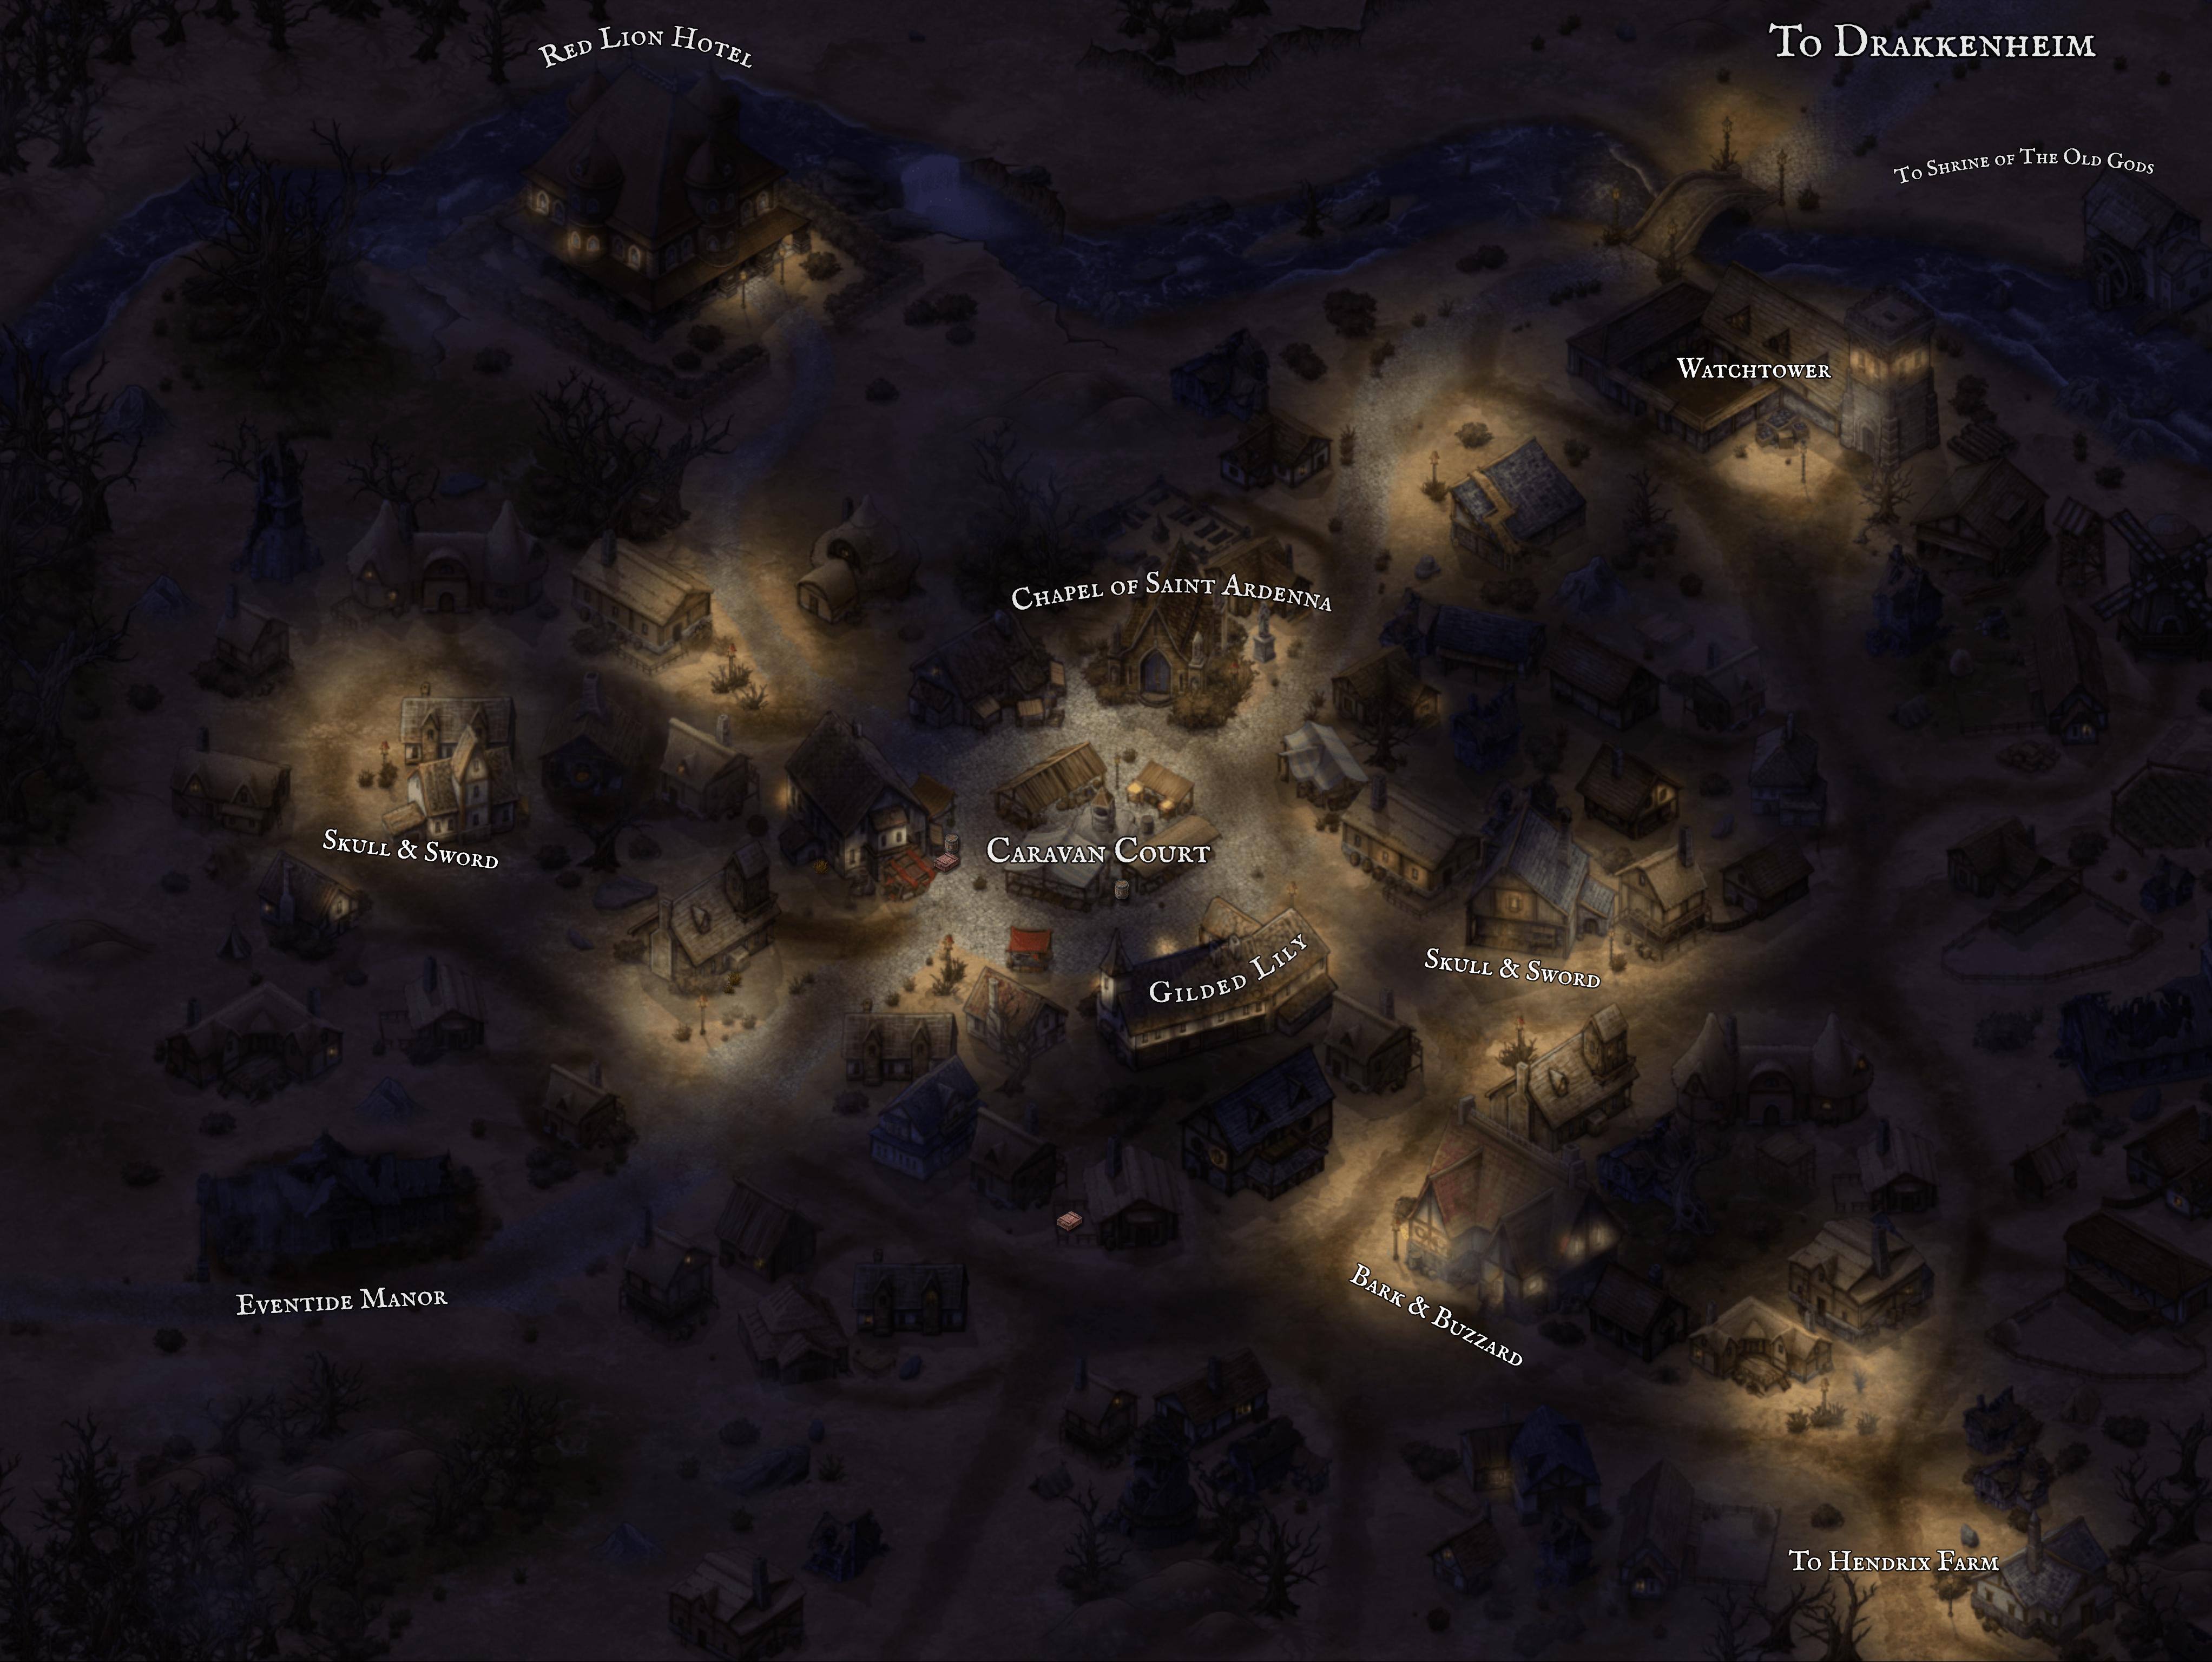 Red Lion Hotel
To Drakkenheim
To Shrine of The Old Gods
Watchtower
Chapel of Saint Ardenna
Skull & Sword
Caravan Court
Gilded Lily
Skull & Sword
Bark & Buzzard
Eventide Manor
To Hendrix Farm